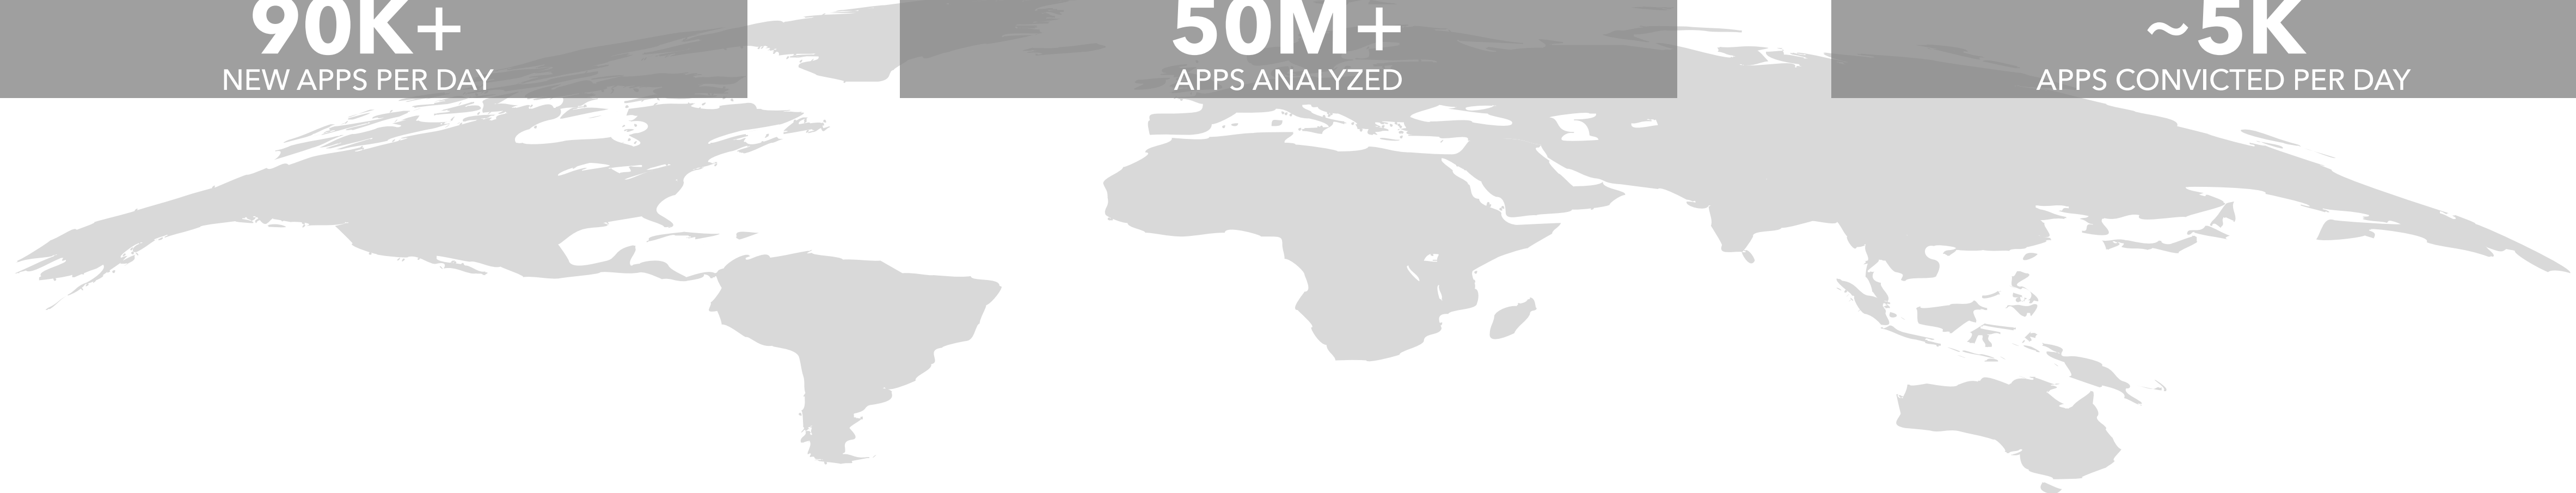 90K+
NEW APPS PER DAY
50M+
APPS ANALYZED
~5K
APPS CONVICTED PER DAY